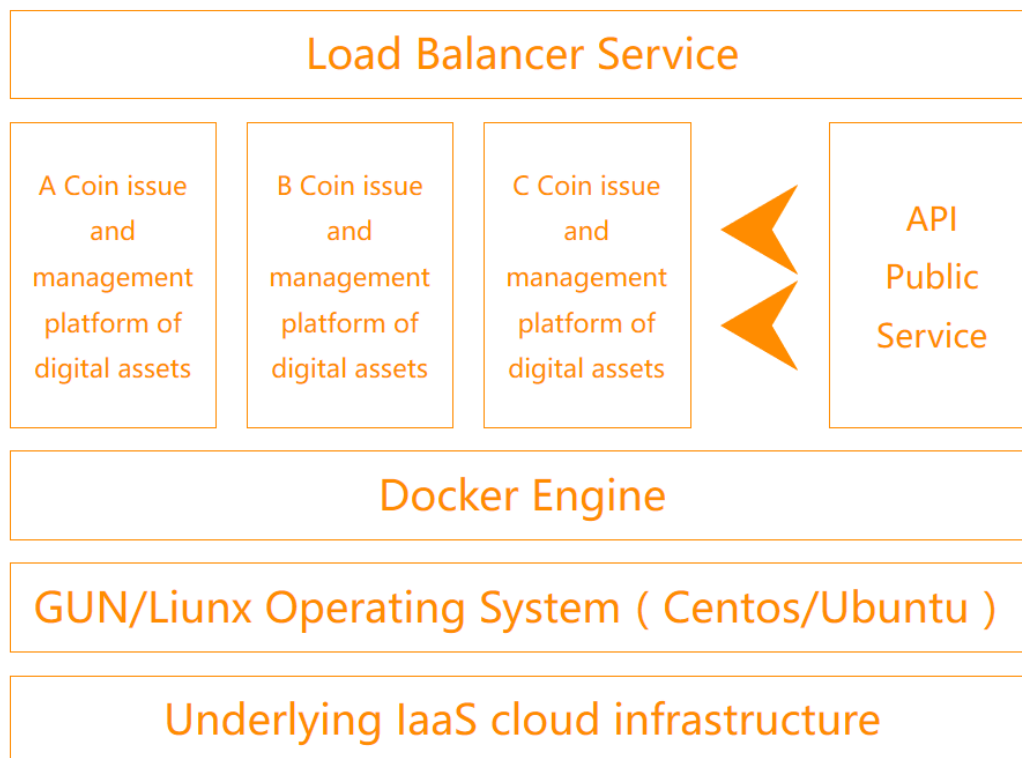 Load Balancer Service
A Coin issue
and
management
platform of
digital assets
B Coin issue
and
management
platform of
digital assets
C Coin issue
and
management
platform of
digital assets
API
Public
Service
Docker Engine
GUN/Liunx Operating System ( Centos/Ubuntu )
Underlying IaaS cloud infrastructure